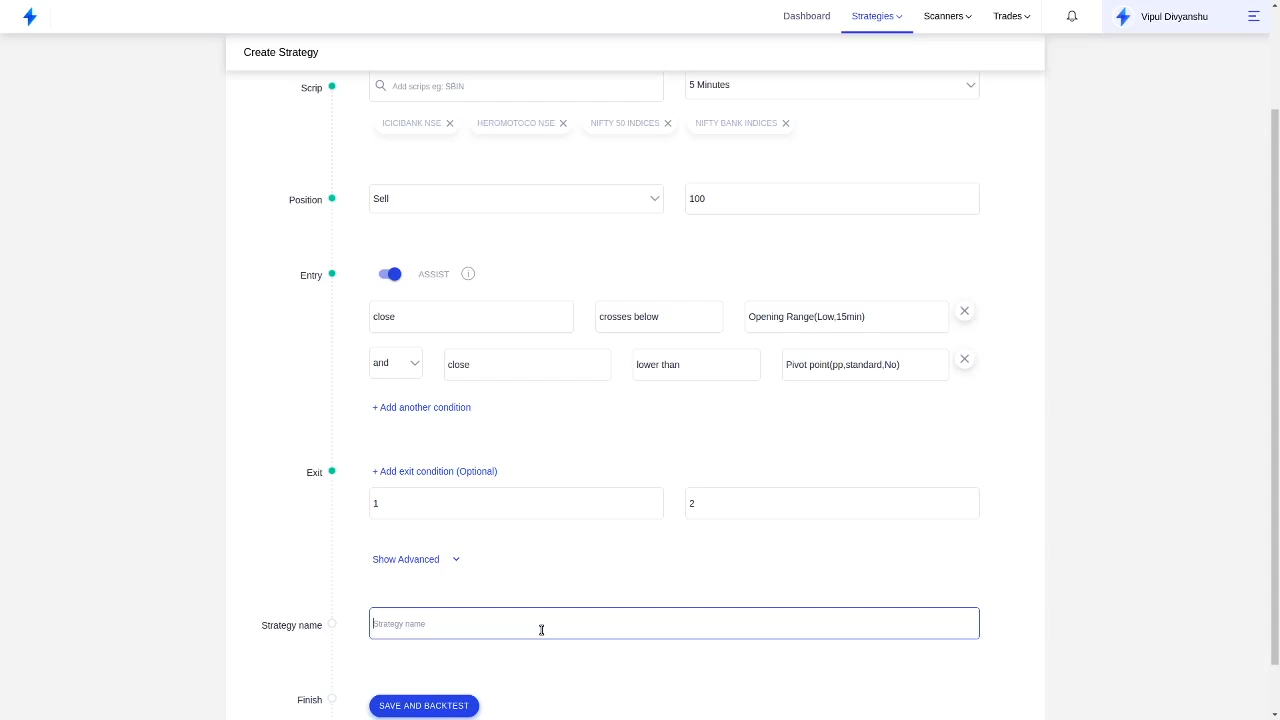 Dashboard Strategies Scanners Trades Vipul Divyanshu
Create Strategy
Scrip Add scrips eg: SBIN 5 Minutes
ICICIBANK NSE HEROMOTOCO NSE NIFTY 50 INDICES NIFTY BANK INDICES
Position Sell 100
Entry ASSIST
close crosses below Opening Range(Low,15min)
and close lower than Pivot point(pp,standard,No)
+ Add another condition
Exit + Add exit condition (Optional)
1 2
Show Advanced
Strategy name Strategy name
Finish SAVE AND BACKTEST